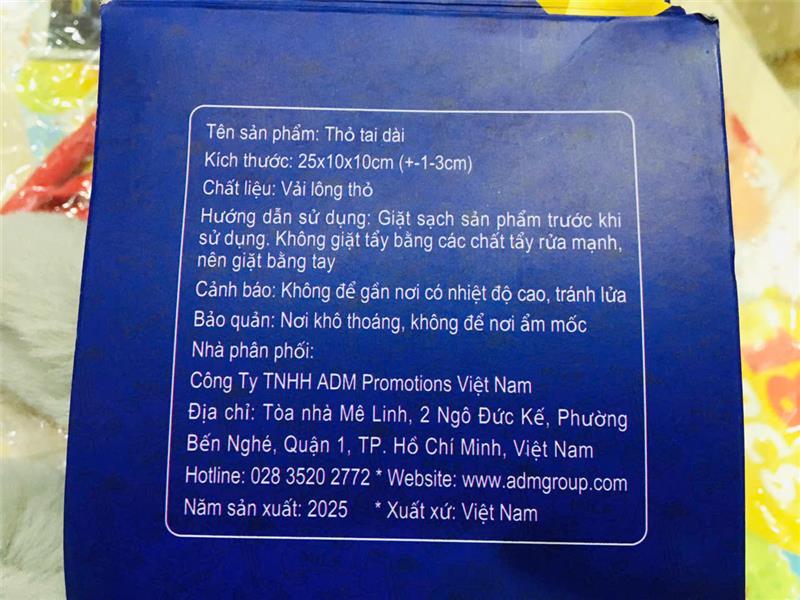 Tên sản phẩm: Thỏ tai dài
Kích thước: 25x10x10cm (+-1-3cm)
Chất liệu: Vải lông thỏ
Hướng dẫn sử dụng: Giặt sạch sản phẩm trước khi
sử dụng. Không giặt tẩy bằng các chất tẩy rửa mạnh,
nên giặt bằng tay
Cảnh báo: Không để gần nơi có nhiệt độ cao, tránh lửa
Bảo quản: Nơi khô thoáng, không để nơi ẩm mốc
Nhà phân phối:
Công Ty TNHH ADM Promotions Việt Nam
Địa chỉ: Tòa nhà Mê Linh, 2 Ngô Đức Kế, Phường
Bến Nghé, Quận 1, TP. Hồ Chí Minh, Việt Nam
Hotline: 028 3520 2772 * Website: www.admgroup.com
Năm sản xuất: 2025 * Xuất xứ: Việt Nam